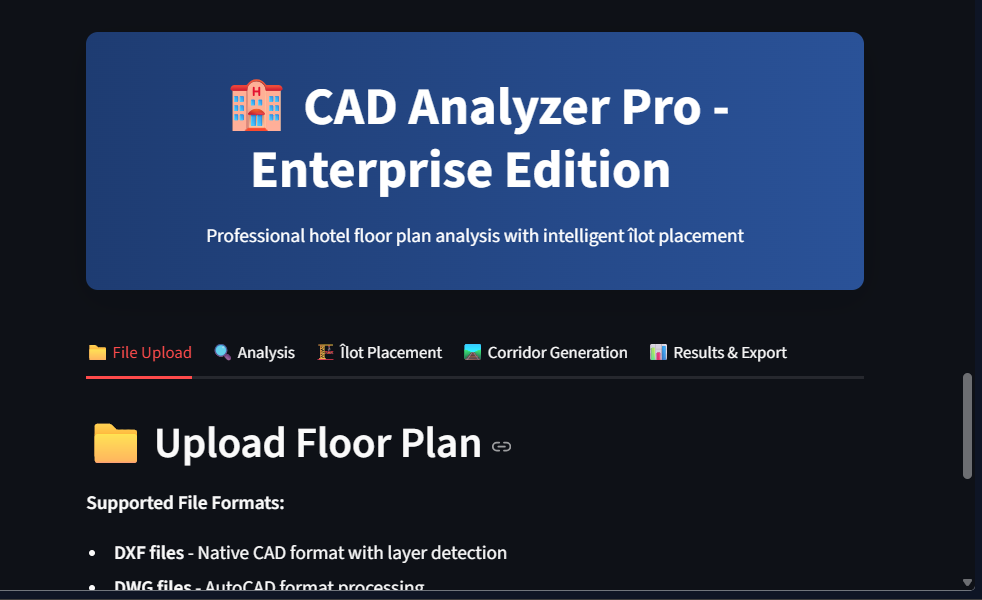 🏨 CAD Analyzer Pro -
Enterprise Edition
Professional hotel floor plan analysis with intelligent îlot placement
📁 File Upload 🔍 Analysis 🏗️ Îlot Placement 🛣️ Corridor Generation 📊 Results & Export
📁 Upload Floor Plan
Supported File Formats:
• DXF files - Native CAD format with layer detection
• DWG files - AutoCAD format processing